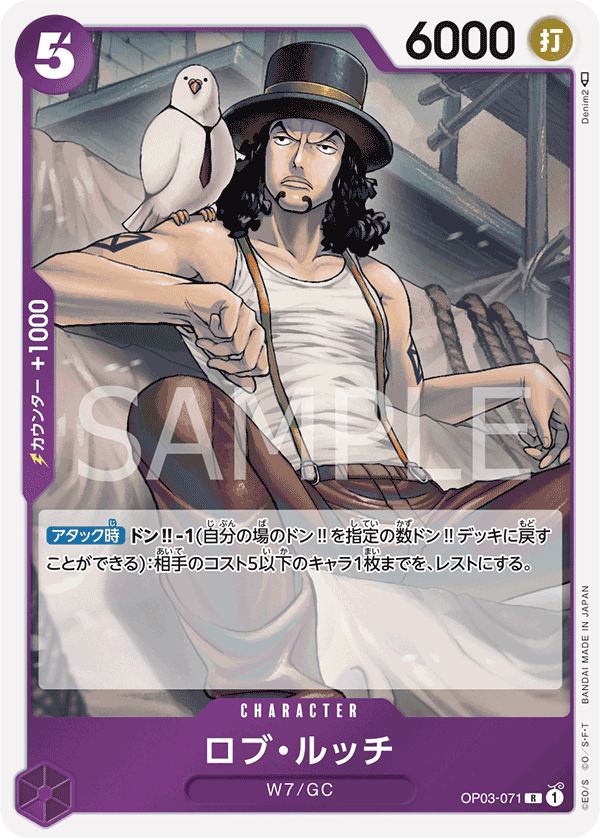 5
6000 打
Denim2
カウンター +1000
SAMPLE
アタック時 ドン!!-1(自分の場のドン!!を指定の数ドン!!デッキに戻す
ことができる):相手のコスト5以下のキャラ1枚までを、レストにする。
CHARACTER
ロブ・ルッチ
W7/GC
OP03-071 R 1
©E.O/S ©O/S･F･T BANDAI MADE IN JAPAN